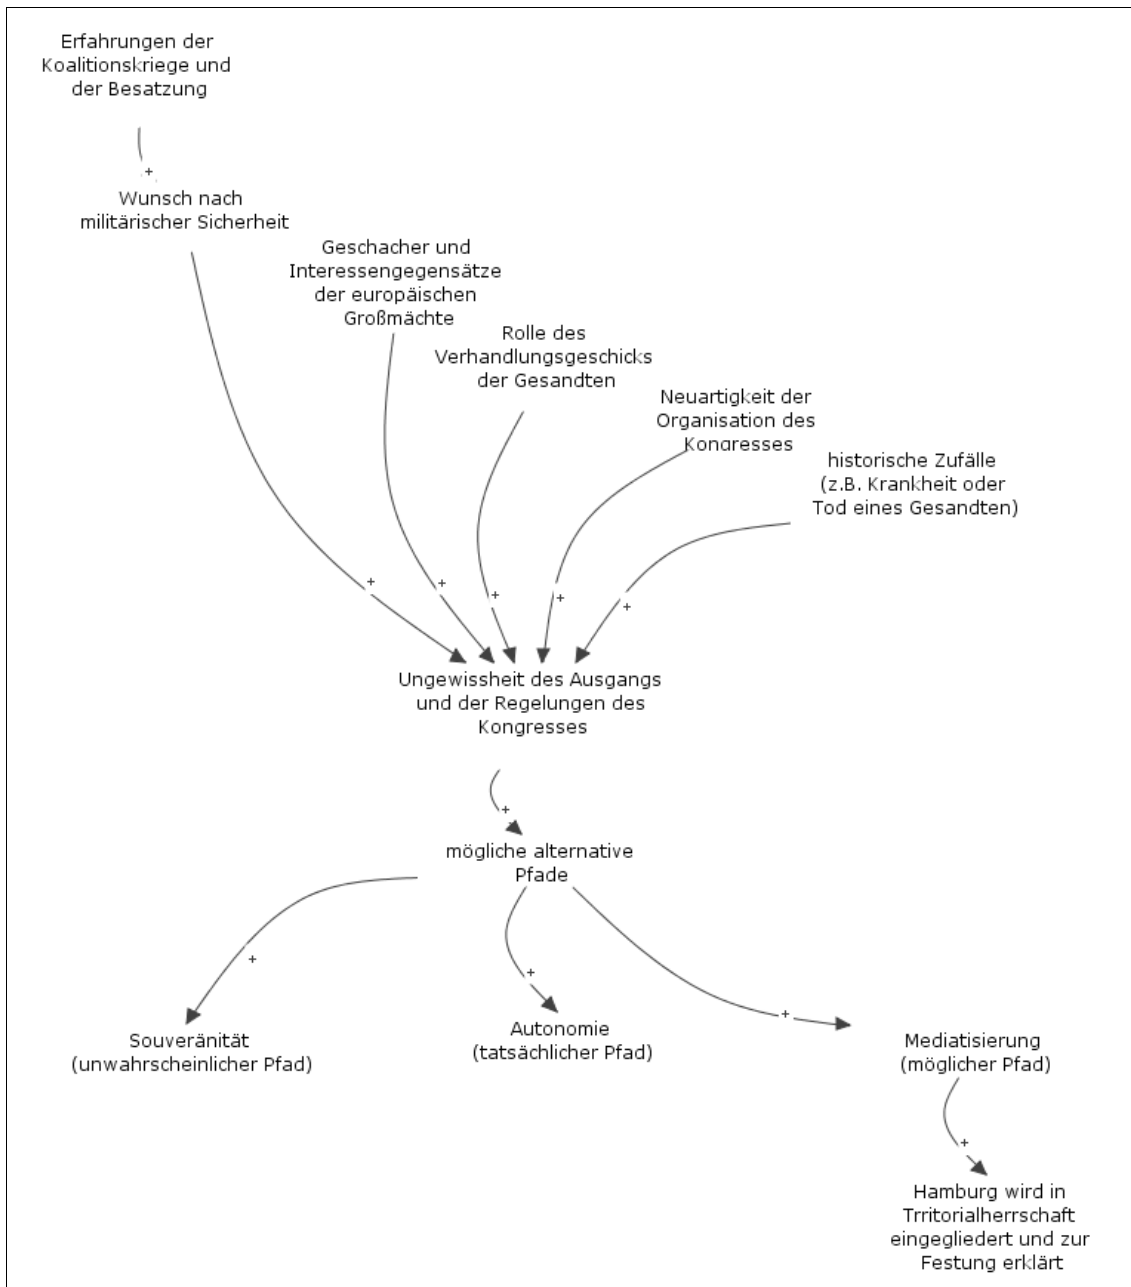 Erfahrungen der
Koalitionskriege und
der Besatzung
+
Wunsch nach
militärischer Sicherheit
Geschacher und
Interessengegensätze
der europäischen
Großmächte
Rolle des
Verhandlungsgeschicks
der Gesandten
Neuartigkeit der
Organisation des
Kongresses
historische Zufälle
(z.B. Krankheit oder
Tod eines Gesandten)
+
+
+
+
+
Ungewissheit des Ausgangs
und der Regelungen des
Kongresses
+
mögliche alternative
Pfade
+
+
+
Souveränität
(unwahrscheinlicher Pfad)
Autonomie
(tatsächlicher Pfad)
Mediatisierung
(möglicher Pfad)
+
Hamburg wird in
Trritorialherrschaft
eingegliedert und zur
Festung erklärt